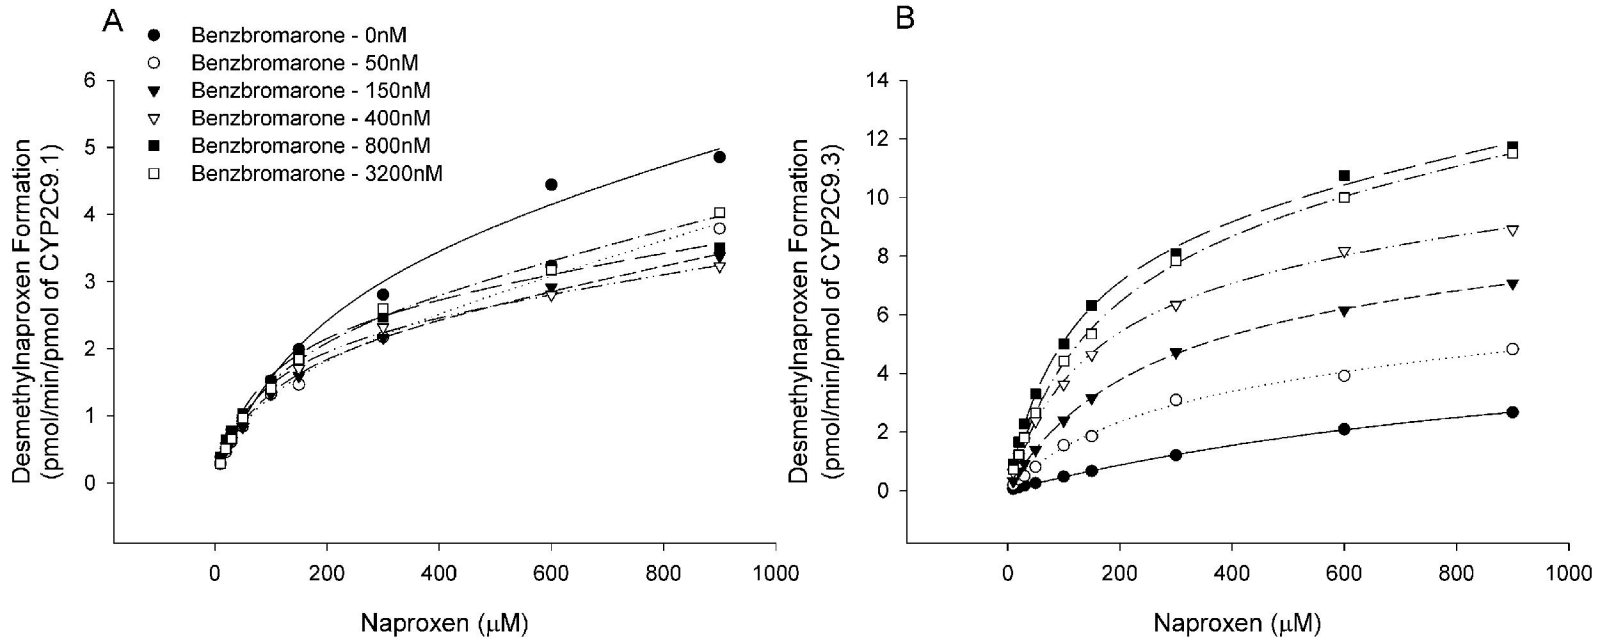 A
Benzbromarone - 0nM
Benzbromarone - 50nM
Benzbromarone - 150nM
Benzbromarone - 400nM
Benzbromarone - 800nM
Benzbromarone - 3200nM
Desmethylnaproxen Formation
(pmol/min/pmol of CYP2C9.1)
6
5
4
3
2
1
0
0 200 400 600 800 1000
Naproxen (μM)
B
Desmethylnaproxen Formation
(pmol/min/pmol of CYP2C9.3)
14
12
10
8
6
4
2
0
0 200 400 600 800 1000
Naproxen (μM)